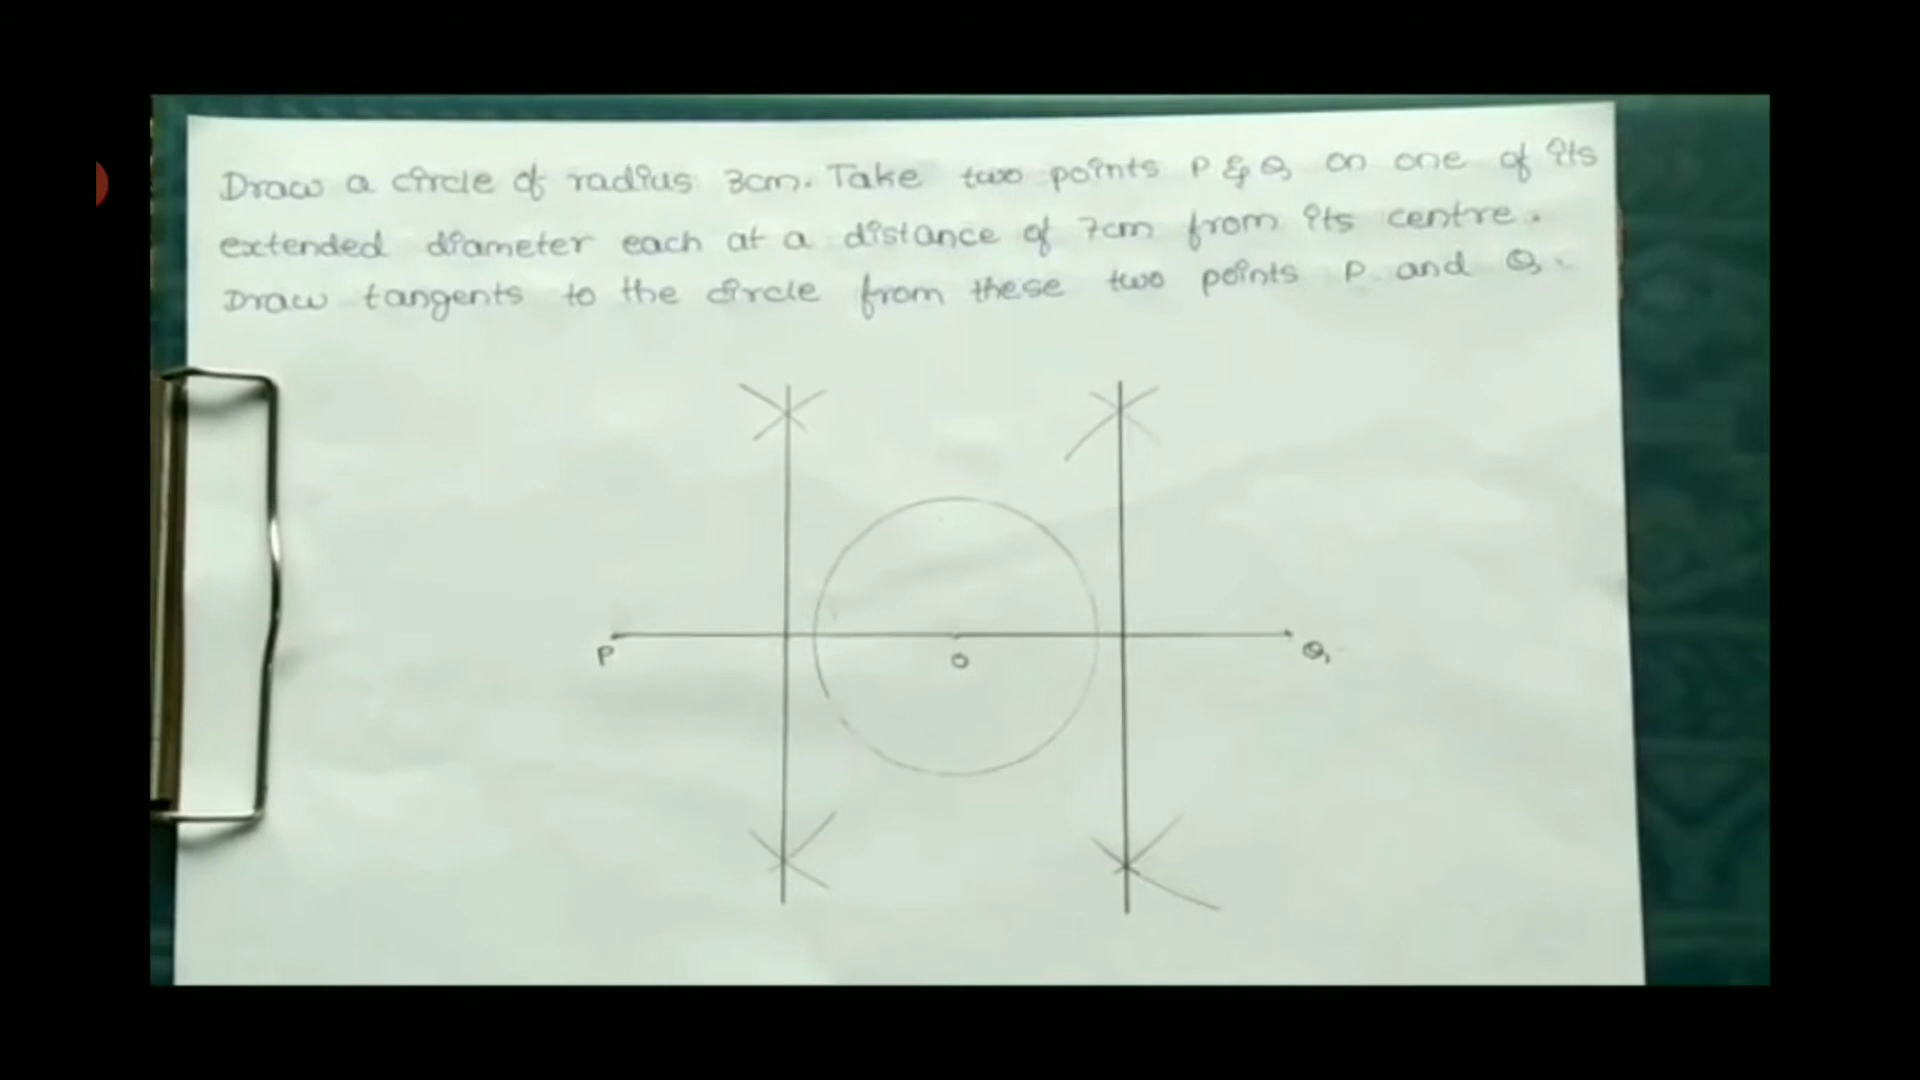 Draw a circle of radius 3cm. Take two points P & Q on one of its
extended diameter each at a distance of 7cm from its centre.
Draw tangents to the circle from these two points P and Q.
P
O
Q